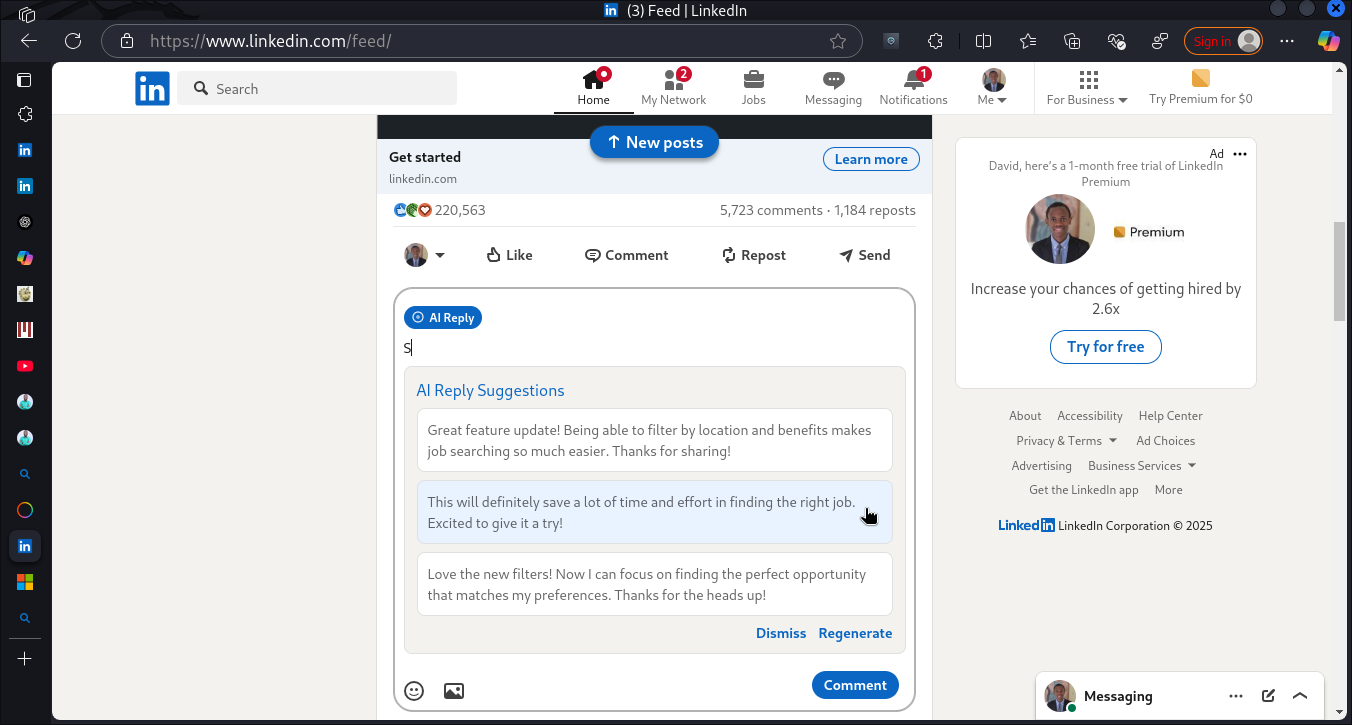 (3) Feed | LinkedIn
https://www.linkedin.com/feed/
Sign in
in
Search
Home
2
My Network
Jobs
Messaging
1
Notifications
Me
For Business
Try Premium for $0
New posts
Get started
linkedin.com
Learn more
220,563
5,723 comments · 1,184 reposts
Like
Comment
Repost
Send
AI Reply
S
AI Reply Suggestions
Great feature update! Being able to filter by location and benefits makes
job searching so much easier. Thanks for sharing!
This will definitely save a lot of time and effort in finding the right job.
Excited to give it a try!
Love the new filters! Now I can focus on finding the perfect opportunity
that matches my preferences. Thanks for the heads up!
Dismiss Regenerate
Comment
Ad
David, here's a 1-month free trial of LinkedIn
Premium
Premium
Increase your chances of getting hired by
2.6x
Try for free
About Accessibility Help Center
Privacy & Terms Ad Choices
Advertising Business Services
Get the LinkedIn app More
LinkedIn LinkedIn Corporation © 2025
Messaging